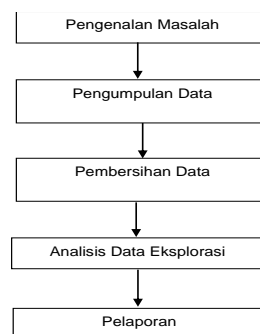 Pengenalan Masalah
Pengumpulan Data
Pembersihan Data
Analisis Data Eksplorasi
Pelaporan